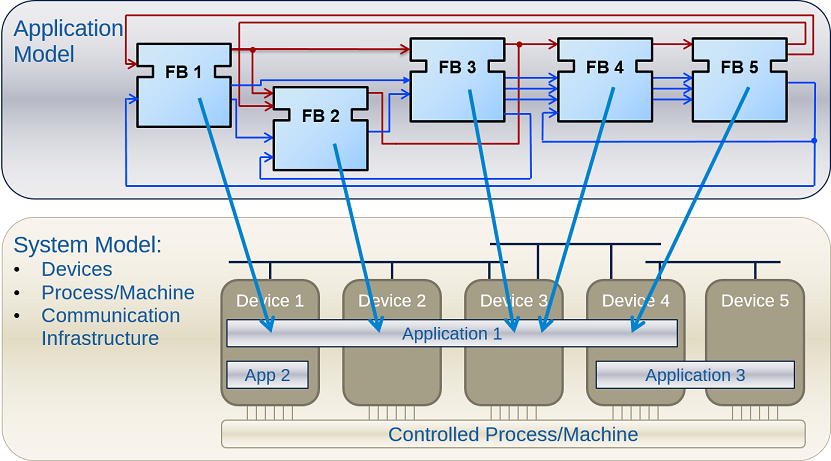 Application
Model
FB 1
FB 2
FB 3
FB 4
FB 5
System Model:
• Devices
• Process/Machine
• Communication
Infrastructure
Device 1
Device 2
Device 3
Device 4
Device 5
Application 1
App 2
Application 3
Controlled Process/Machine